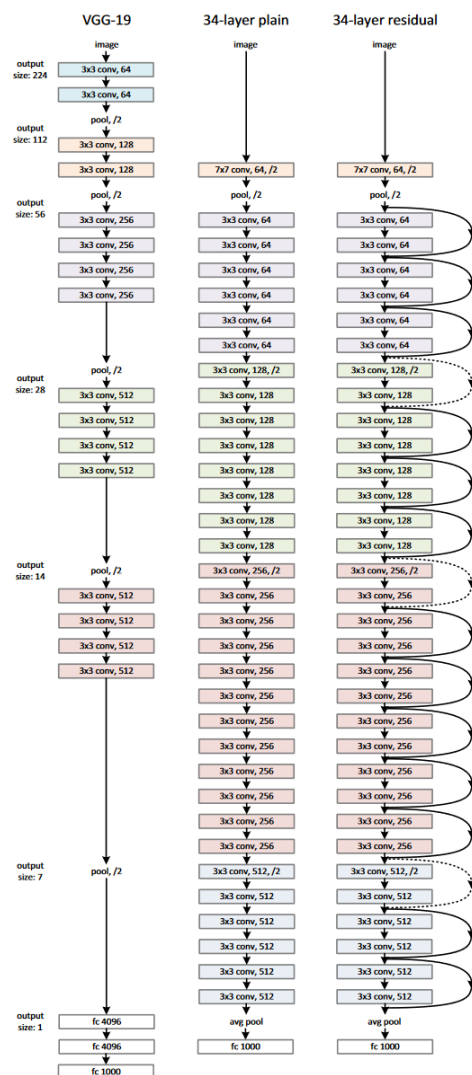 VGG-19
image
output
size: 224
3x3 conv, 64
3x3 conv, 64
pool, /2
output
size: 112
3x3 conv, 128
3x3 conv, 128
pool, /2
output
size: 56
3x3 conv, 256
3x3 conv, 256
3x3 conv, 256
3x3 conv, 256
pool, /2
output
size: 28
3x3 conv, 512
3x3 conv, 512
3x3 conv, 512
3x3 conv, 512
pool, /2
output
size: 14
3x3 conv, 512
3x3 conv, 512
3x3 conv, 512
3x3 conv, 512
pool, /2
output
size: 7
output
size: 1
fc 4096
fc 4096
fc 1000
34-layer plain
image
7x7 conv, 64, /2
pool, /2
3x3 conv, 64
3x3 conv, 64
3x3 conv, 64
3x3 conv, 64
3x3 conv, 64
3x3 conv, 64
3x3 conv, 128, /2
3x3 conv, 128
3x3 conv, 128
3x3 conv, 128
3x3 conv, 128
3x3 conv, 128
3x3 conv, 128
3x3 conv, 128
3x3 conv, 256, /2
3x3 conv, 256
3x3 conv, 256
3x3 conv, 256
3x3 conv, 256
3x3 conv, 256
3x3 conv, 256
3x3 conv, 256
3x3 conv, 256
3x3 conv, 256
3x3 conv, 256
3x3 conv, 256
3x3 conv, 512, /2
3x3 conv, 512
3x3 conv, 512
3x3 conv, 512
3x3 conv, 512
3x3 conv, 512
avg pool
fc 1000
34-layer residual
image
7x7 conv, 64, /2
pool, /2
3x3 conv, 64
3x3 conv, 64
3x3 conv, 64
3x3 conv, 64
3x3 conv, 64
3x3 conv, 64
3x3 conv, 128, /2
3x3 conv, 128
3x3 conv, 128
3x3 conv, 128
3x3 conv, 128
3x3 conv, 128
3x3 conv, 128
3x3 conv, 128
3x3 conv, 256, /2
3x3 conv, 256
3x3 conv, 256
3x3 conv, 256
3x3 conv, 256
3x3 conv, 256
3x3 conv, 256
3x3 conv, 256
3x3 conv, 256
3x3 conv, 256
3x3 conv, 256
3x3 conv, 256
3x3 conv, 512, /2
3x3 conv, 512
3x3 conv, 512
3x3 conv, 512
3x3 conv, 512
3x3 conv, 512
avg pool
fc 1000